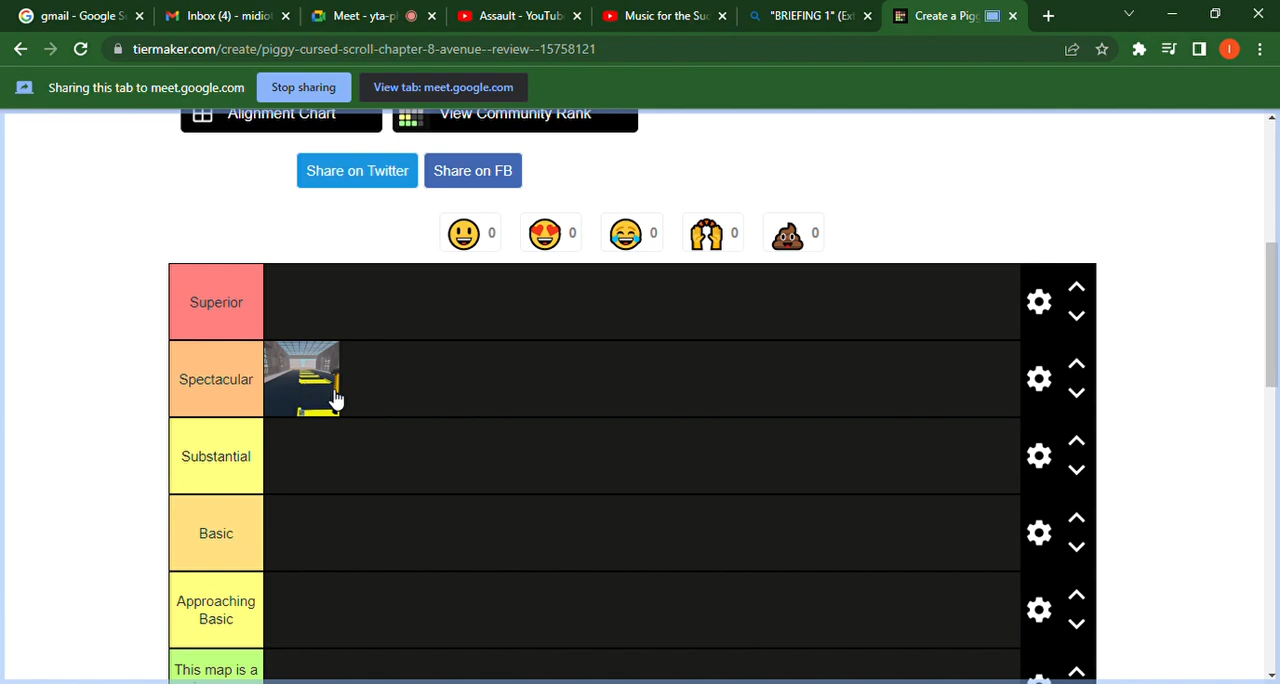 gmail - Google S
Inbox (4) - midiot
Meet - yta-p
Assault - YouTub
Music for the Suc
"BRIEFING 1" (Ext
Create a Pigg
tiermaker.com/create/piggy-cursed-scroll-chapter-8-avenue--review--15758121
I
Sharing this tab to meet.google.com
Stop sharing
View tab: meet.google.com
Alignment Chart
View Community Rank
Share on Twitter
Share on FB
0
0
0
0
0
Superior
Spectacular
Substantial
Basic
Approaching
Basic
This map is a